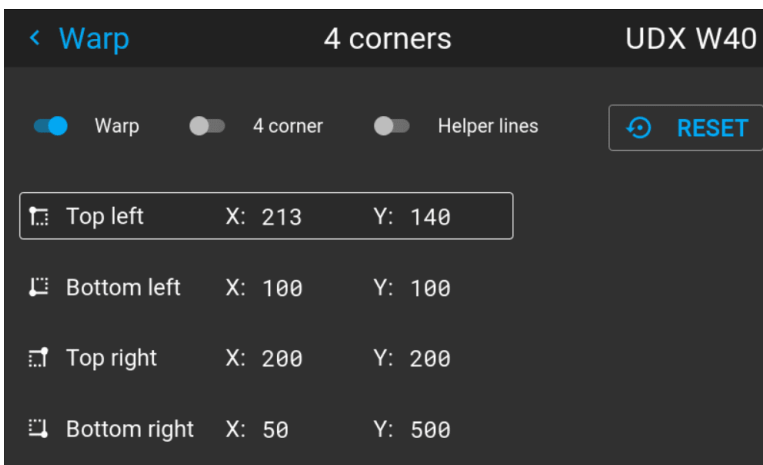 Warp 4 corners UDX W40
Warp 4 corner Helper lines RESET
Top left X: 213 Y: 140
Bottom left X: 100 Y: 100
Top right X: 200 Y: 200
Bottom right X: 50 Y: 500